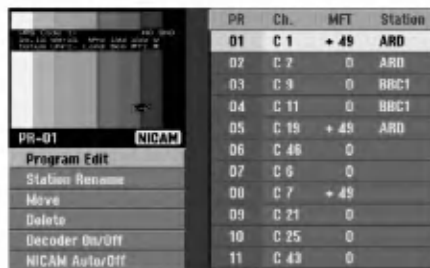 PR-01 NICAM
Program Edit
Station Rename
Move
Delete
Decoder On/Off
NICAM Auto/Off
PR Ch. MFT Station
01 C 1 + 49 ARD
02 C 2 0 ARD
03 C 9 0 BBC1
04 C 11 0 BBC1
05 C 19 + 49 ARD
06 C 46 0
07 C 6 0
08 C 7 + 49
09 C 21 0
10 C 25 0
11 C 43 0